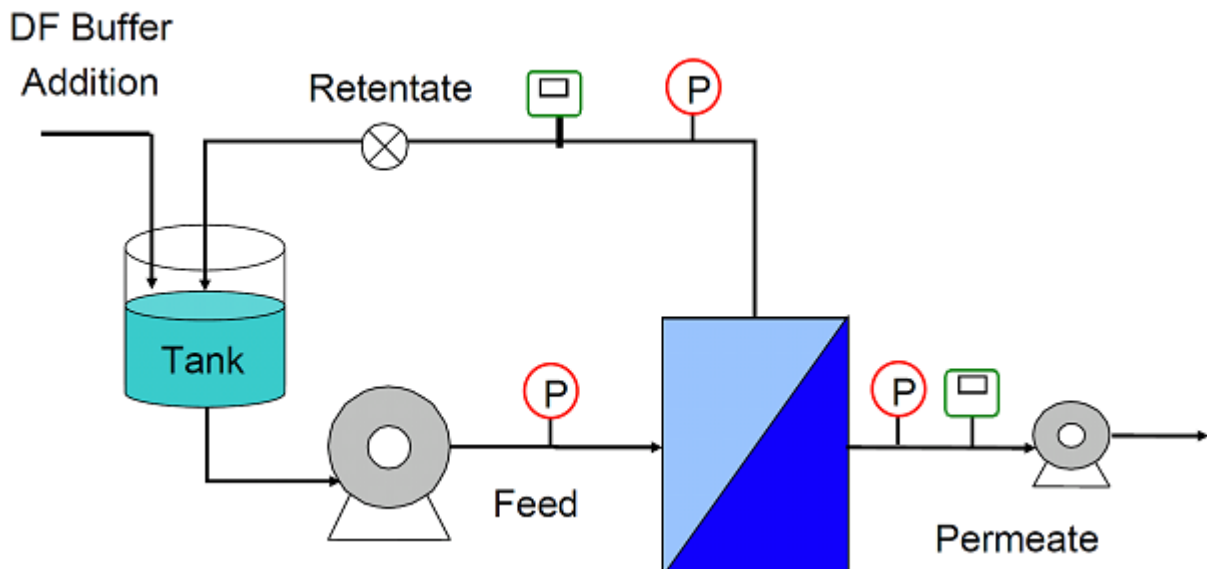 DF Buffer
Addition
Retentate
P
Tank
P
P
Feed
Permeate